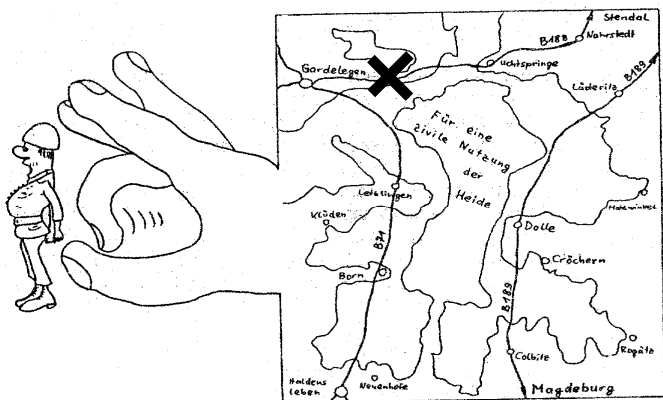 Stendal
B188
Nahrstedt
Uchtspringe
Gardelegen
B189
Lüderitz
Für eine
zivile Nutzung
der
Heide
Letzlingen
Klüden
B71
Dolle
Cröchern
Born
B189
Colbitz
Rogätz
Haldens
leben
Neuenhofe
Magdeburg